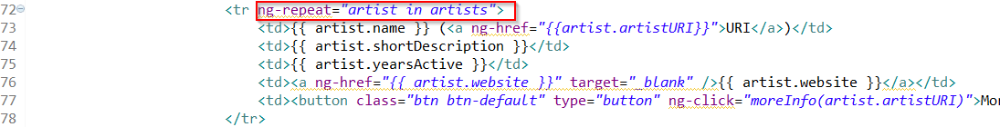 72 <tr ng-repeat="artist in artists">
73 <td>{{ artist.name }} (<a ng-href="{{artist.artistURI}}">URI</a>)</td>
74 <td>{{ artist.shortDescription }}</td>
75 <td>{{ artist.yearsActive }}</td>
76 <td><a ng-href="{{ artist.website }}" target="_blank" />{{ artist.website }}</a></td>
77 <td><button class="btn btn-default" type="button" ng-click="moreInfo(artist.artistURI)">Mo
78 </tr>